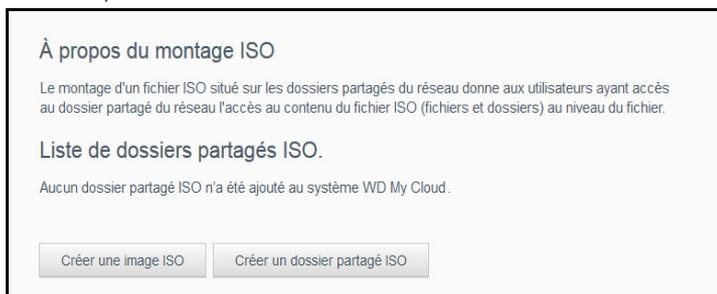 À propos du montage ISO
Le montage d'un fichier ISO situé sur les dossiers partagés du réseau donne aux utilisateurs ayant accès
au dossier partagé du réseau l'accès au contenu du fichier ISO (fichiers et dossiers) au niveau du fichier.
Liste de dossiers partagés ISO.
Aucun dossier partagé ISO n'a été ajouté au système WD My Cloud.
Créer une image ISO
Créer un dossier partagé ISO